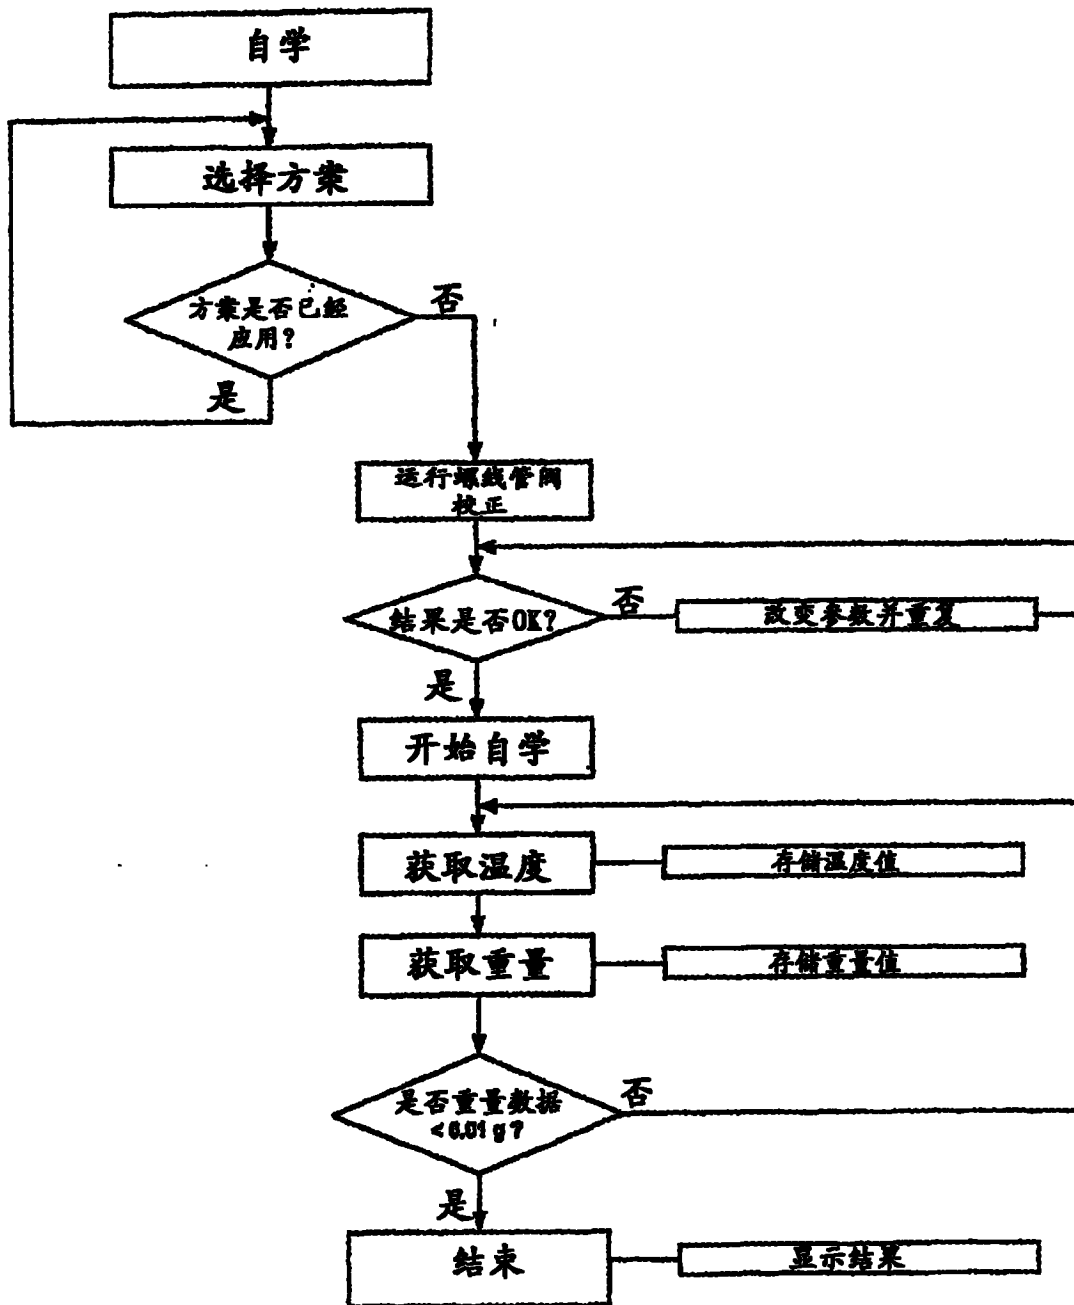 自学
选择方案
方案是否已经
应用?
否
是
运行螺线管阀
校正
结果是否OK?
否
改变参数并重复
是
开始自学
获取温度
存储温度值
获取重量
存储重量值
是否重量数据
<0.01g?
否
是
结束
显示结果